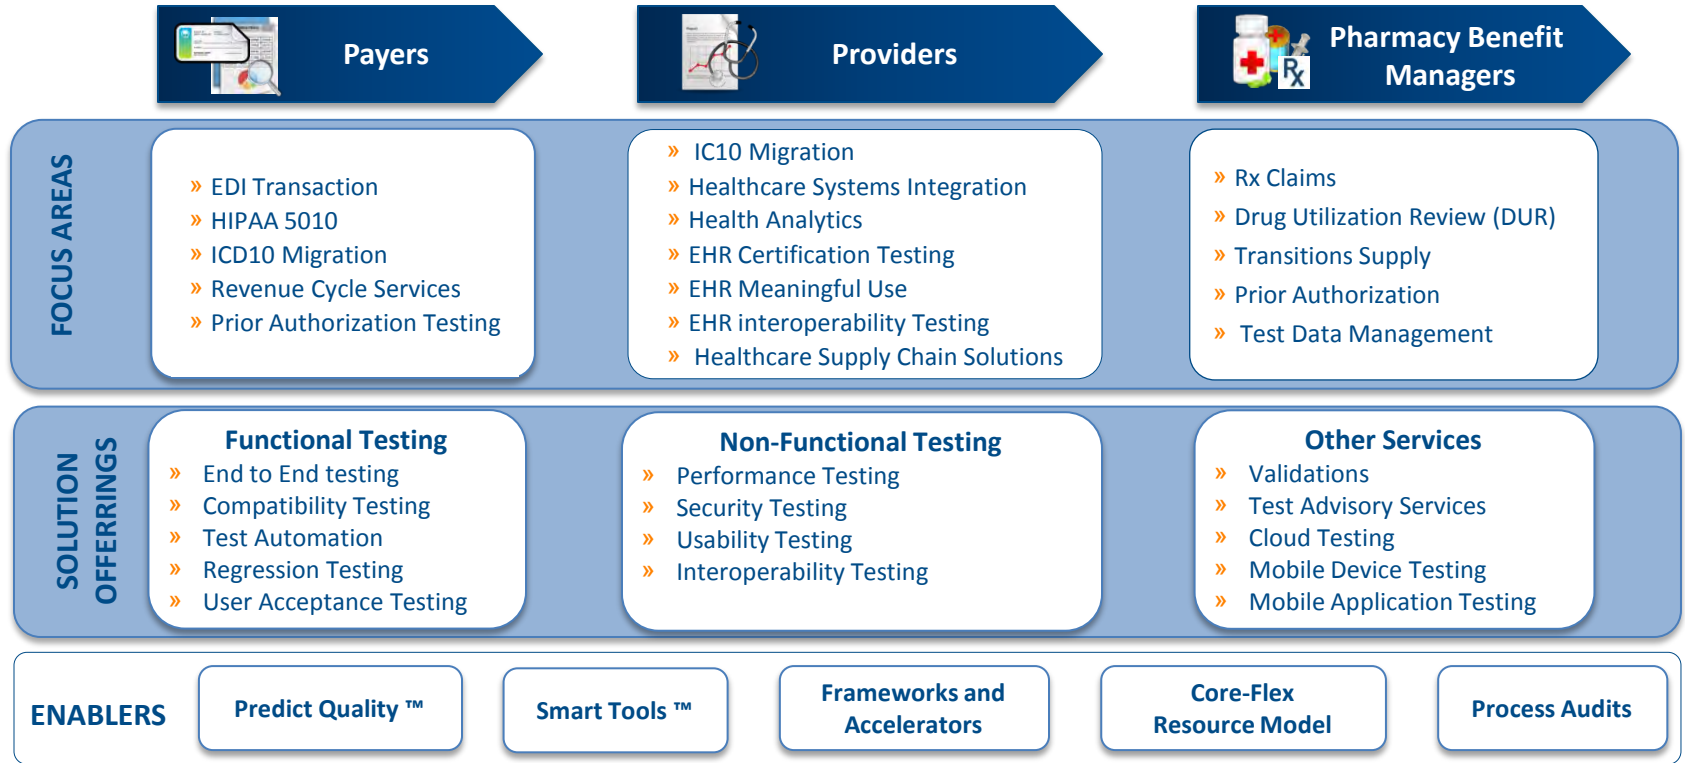 Payers
Providers
Pharmacy Benefit
Managers
FOCUS AREAS
» EDI Transaction
» HIPAA 5010
» ICD10 Migration
» Revenue Cycle Services
» Prior Authorization Testing
» IC10 Migration
» Healthcare Systems Integration
» Health Analytics
» EHR Certification Testing
» EHR Meaningful Use
» EHR interoperability Testing
» Healthcare Supply Chain Solutions
» Rx Claims
» Drug Utilization Review (DUR)
» Transitions Supply
» Prior Authorization
» Test Data Management
SOLUTION
OFFERRINGS
Functional Testing
» End to End testing
» Compatibility Testing
» Test Automation
» Regression Testing
» User Acceptance Testing
Non-Functional Testing
» Performance Testing
» Security Testing
» Usability Testing
» Interoperability Testing
Other Services
» Validations
» Test Advisory Services
» Cloud Testing
» Mobile Device Testing
» Mobile Application Testing
ENABLERS
Predict Quality ™
Smart Tools ™
Frameworks and
Accelerators
Core-Flex
Resource Model
Process Audits